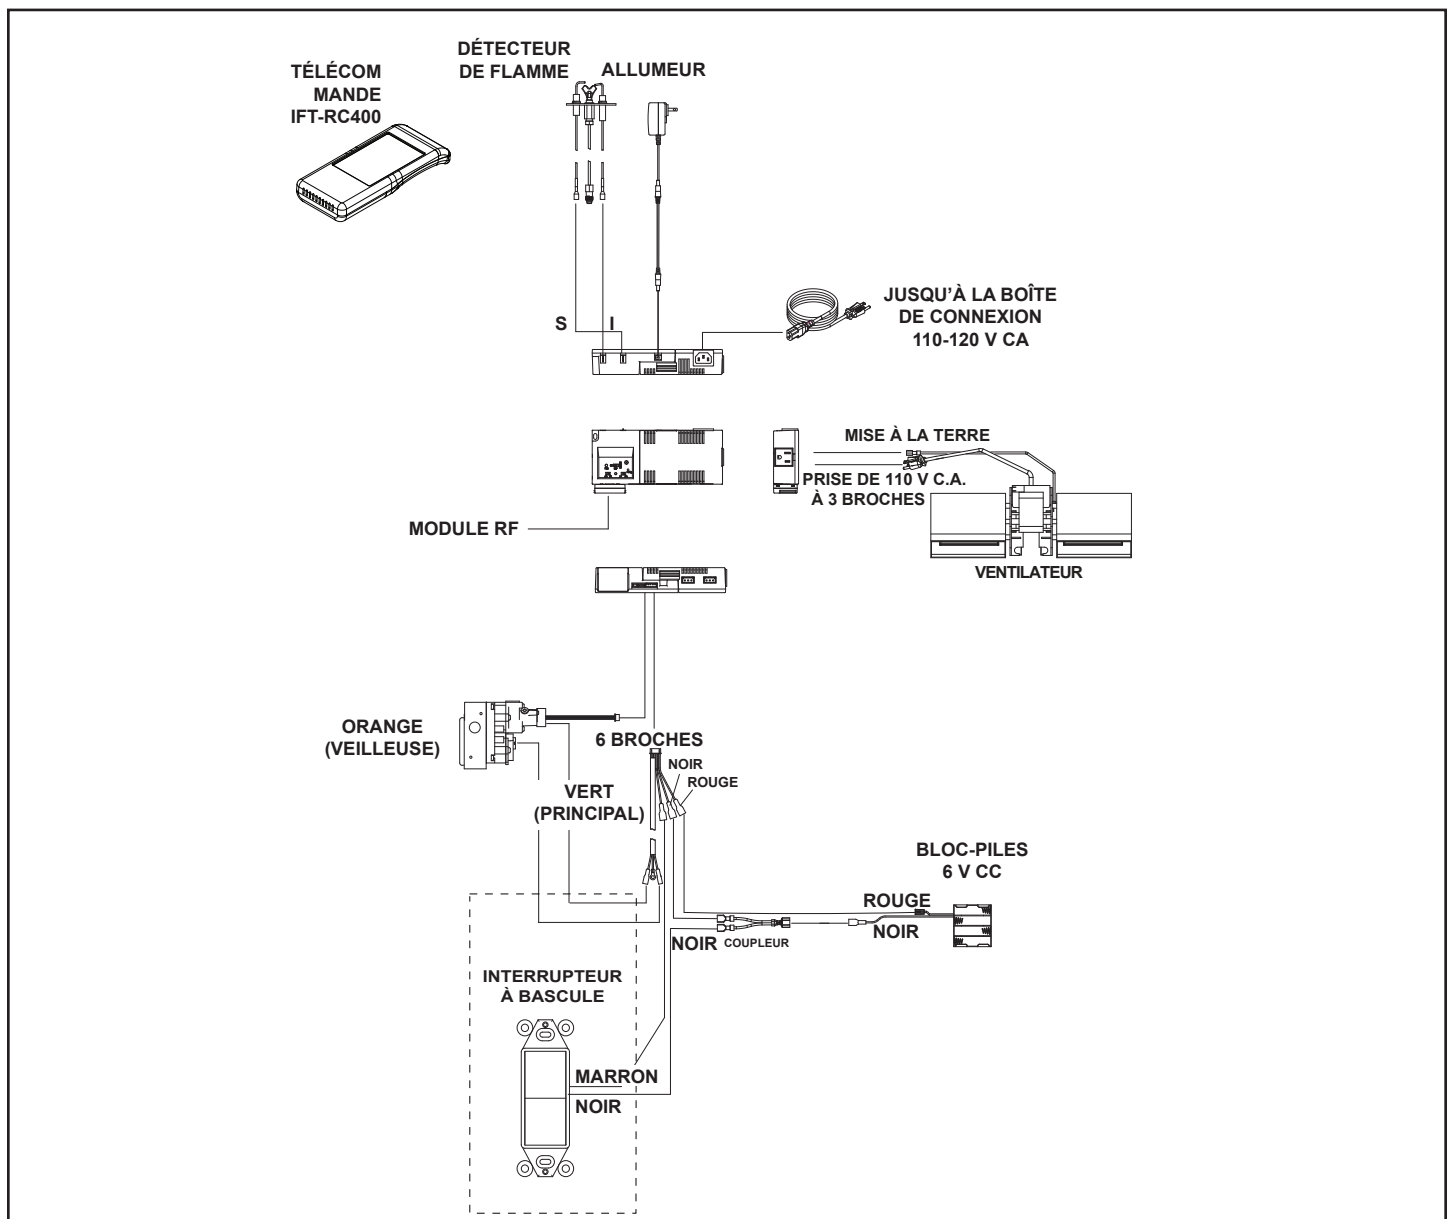 DÉTECTEUR
DE FLAMME
ALLUMEUR
TÉLÉCOM
MANDE
IFT-RC400
S
I
JUSQU'À LA BOÎTE
DE CONNEXION
110-120 V CA
MISE À LA TERRE
PRISE DE 110 V C.A.
À 3 BROCHES
MODULE RF
VENTILATEUR
ORANGE
(VEILLEUSE)
6 BROCHES
NOIR
ROUGE
VERT
(PRINCIPAL)
BLOC-PILES
6 V CC
ROUGE
NOIR
NOIR
COUPLEUR
INTERRUPTEUR
À BASCULE
MARRON
NOIR